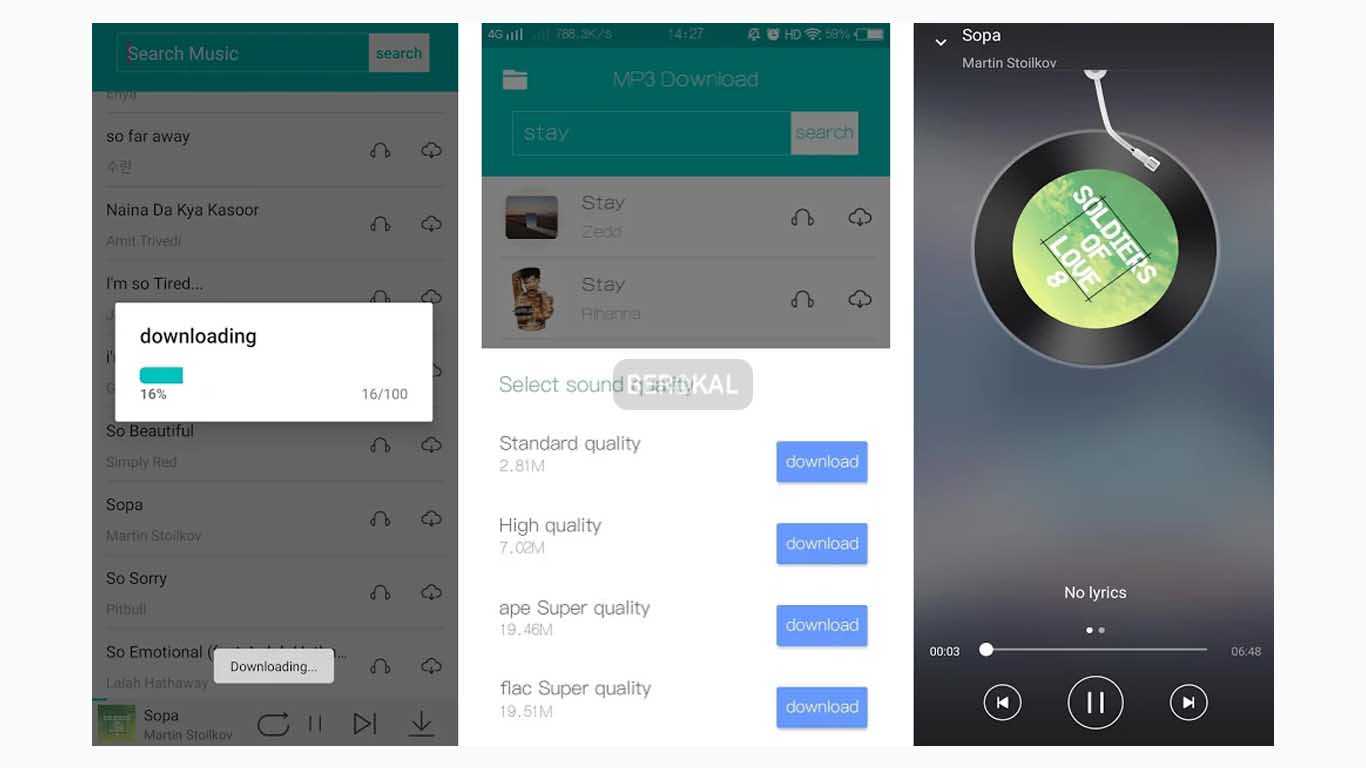 Search Music
search
Enya
so far away
수련
Naina Da Kya Kasoor
Amit Trivedi
I'm so Tired...
downloading
16%
16/100
So Beautiful
Simply Red
Sopa
Martin Stoilkov
So Sorry
Pitbull
So Emotional
Lalah Hathaway
Downloading...
Sopa
Martin Stoilkov
4G 788.3K/s 14:27 HD 59%
MP3 Download
stay
search
Stay
Zedd
Stay
Rihanna
Select sound quality
BERAKAL
Standard quality
2.81M
download
High quality
7.02M
download
ape Super quality
19.46M
download
flac Super quality
19.51M
download
Sopa
Martin Stoilkov
SOLDIERS
OF
LOVE
8
No lyrics
00:03
06:48